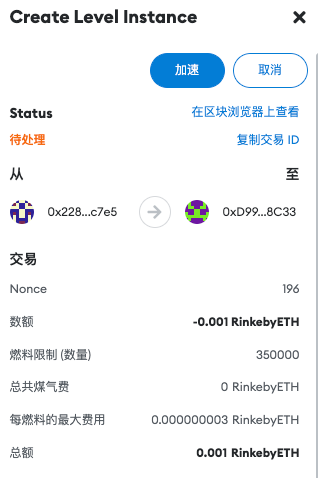 Create Level Instance
加速 取消
Status 在区块浏览器上查看
待处理 复制交易 ID
从 至
0x228...c7e5 0xD99...8C33
交易
Nonce 196
数额 -0.001 RinkebyETH
燃料限制 (数量) 350000
总共煤气费 0 RinkebyETH
每燃料的最大费用 0.000000003 RinkebyETH
总额 0.001 RinkebyETH